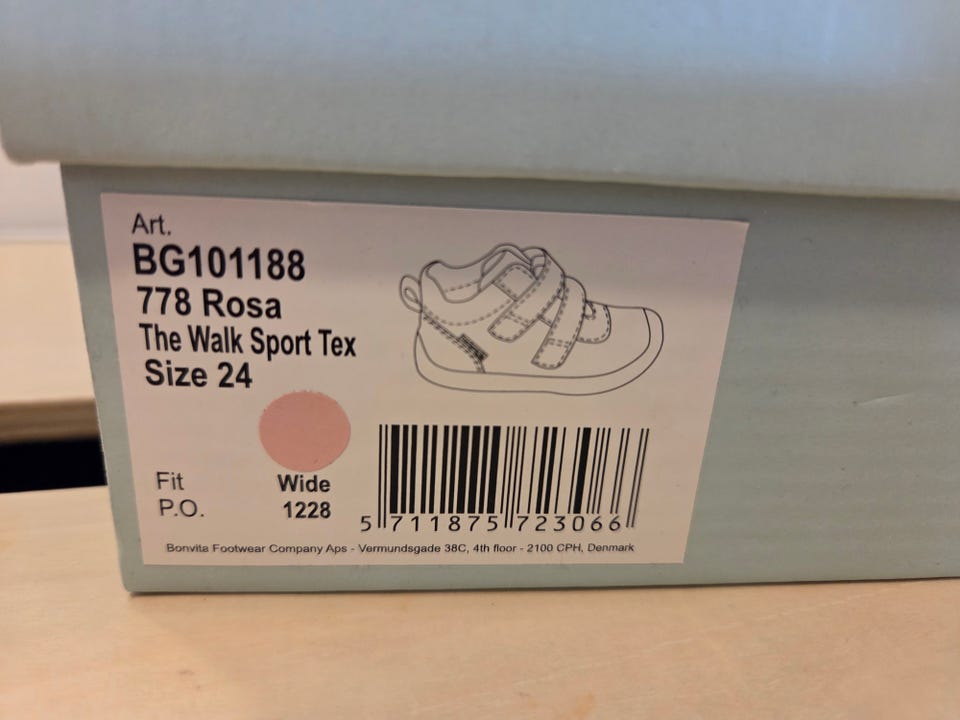 Art.
BG101188
778 Rosa
The Walk Sport Tex
Size 24
Fit Wide
P.O. 1228
5 711875 723066
Bonvita Footwear Company Aps - Vermundsgade 38C, 4th floor - 2100 CPH, Denmark